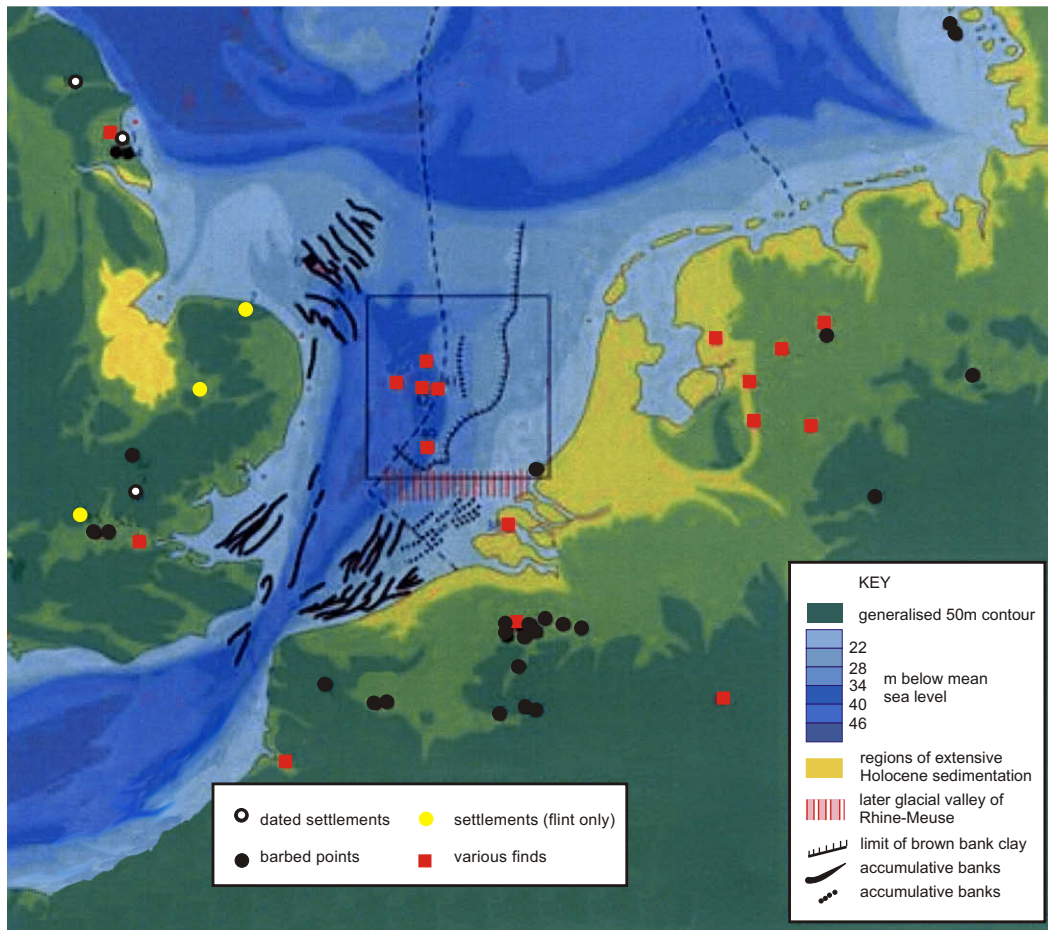 KEY
generalised 50m contour
22
28
34
40
46
m below mean
sea level
regions of extensive
Holocene sedimentation
later glacial valley of
Rhine-Meuse
limit of brown bank clay
accumulative banks
accumulative banks
dated settlements
settlements (flint only)
barbed points
various finds